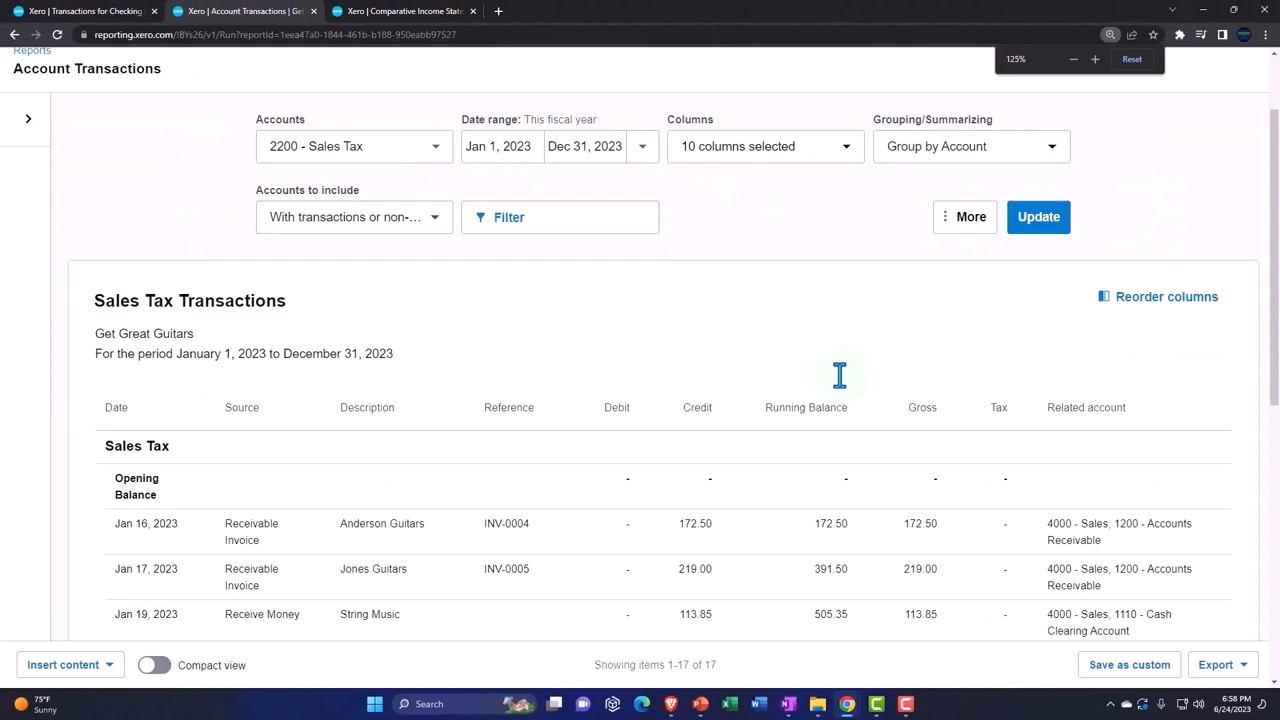 Xero | Transactions for Checking
Xero | Account Transactions | Get
Xero | Comparative Income State
reporting.xero.com/!BYs26/v1/Run?reportId=1eea47a0-1844-461b-b188-950eabb97527
Reports
Account Transactions
125%
Reset
Accounts
Date range: This fiscal year
Columns
Grouping/Summarizing
2200 - Sales Tax
Jan 1, 2023
Dec 31, 2023
10 columns selected
Group by Account
Accounts to include
With transactions or non-...
Filter
More
Update
Sales Tax Transactions
Reorder columns
Get Great Guitars
For the period January 1, 2023 to December 31, 2023
Date Source Description Reference Debit Credit Running Balance Gross Tax Related account
Sales Tax
Opening Balance - - - - -
Jan 16, 2023 Receivable Invoice Anderson Guitars INV-0004 - 172.50 172.50 172.50 - 4000 - Sales, 1200 - Accounts Receivable
Jan 17, 2023 Receivable Invoice Jones Guitars INV-0005 - 219.00 391.50 219.00 - 4000 - Sales, 1200 - Accounts Receivable
Jan 19, 2023 Receive Money String Music - 113.85 505.35 113.85 - 4000 - Sales, 1110 - Cash Clearing Account
Insert content
Compact view
Showing items 1-17 of 17
Save as custom
Export
75°F
Sunny
Search
6:58 PM
6/24/2023